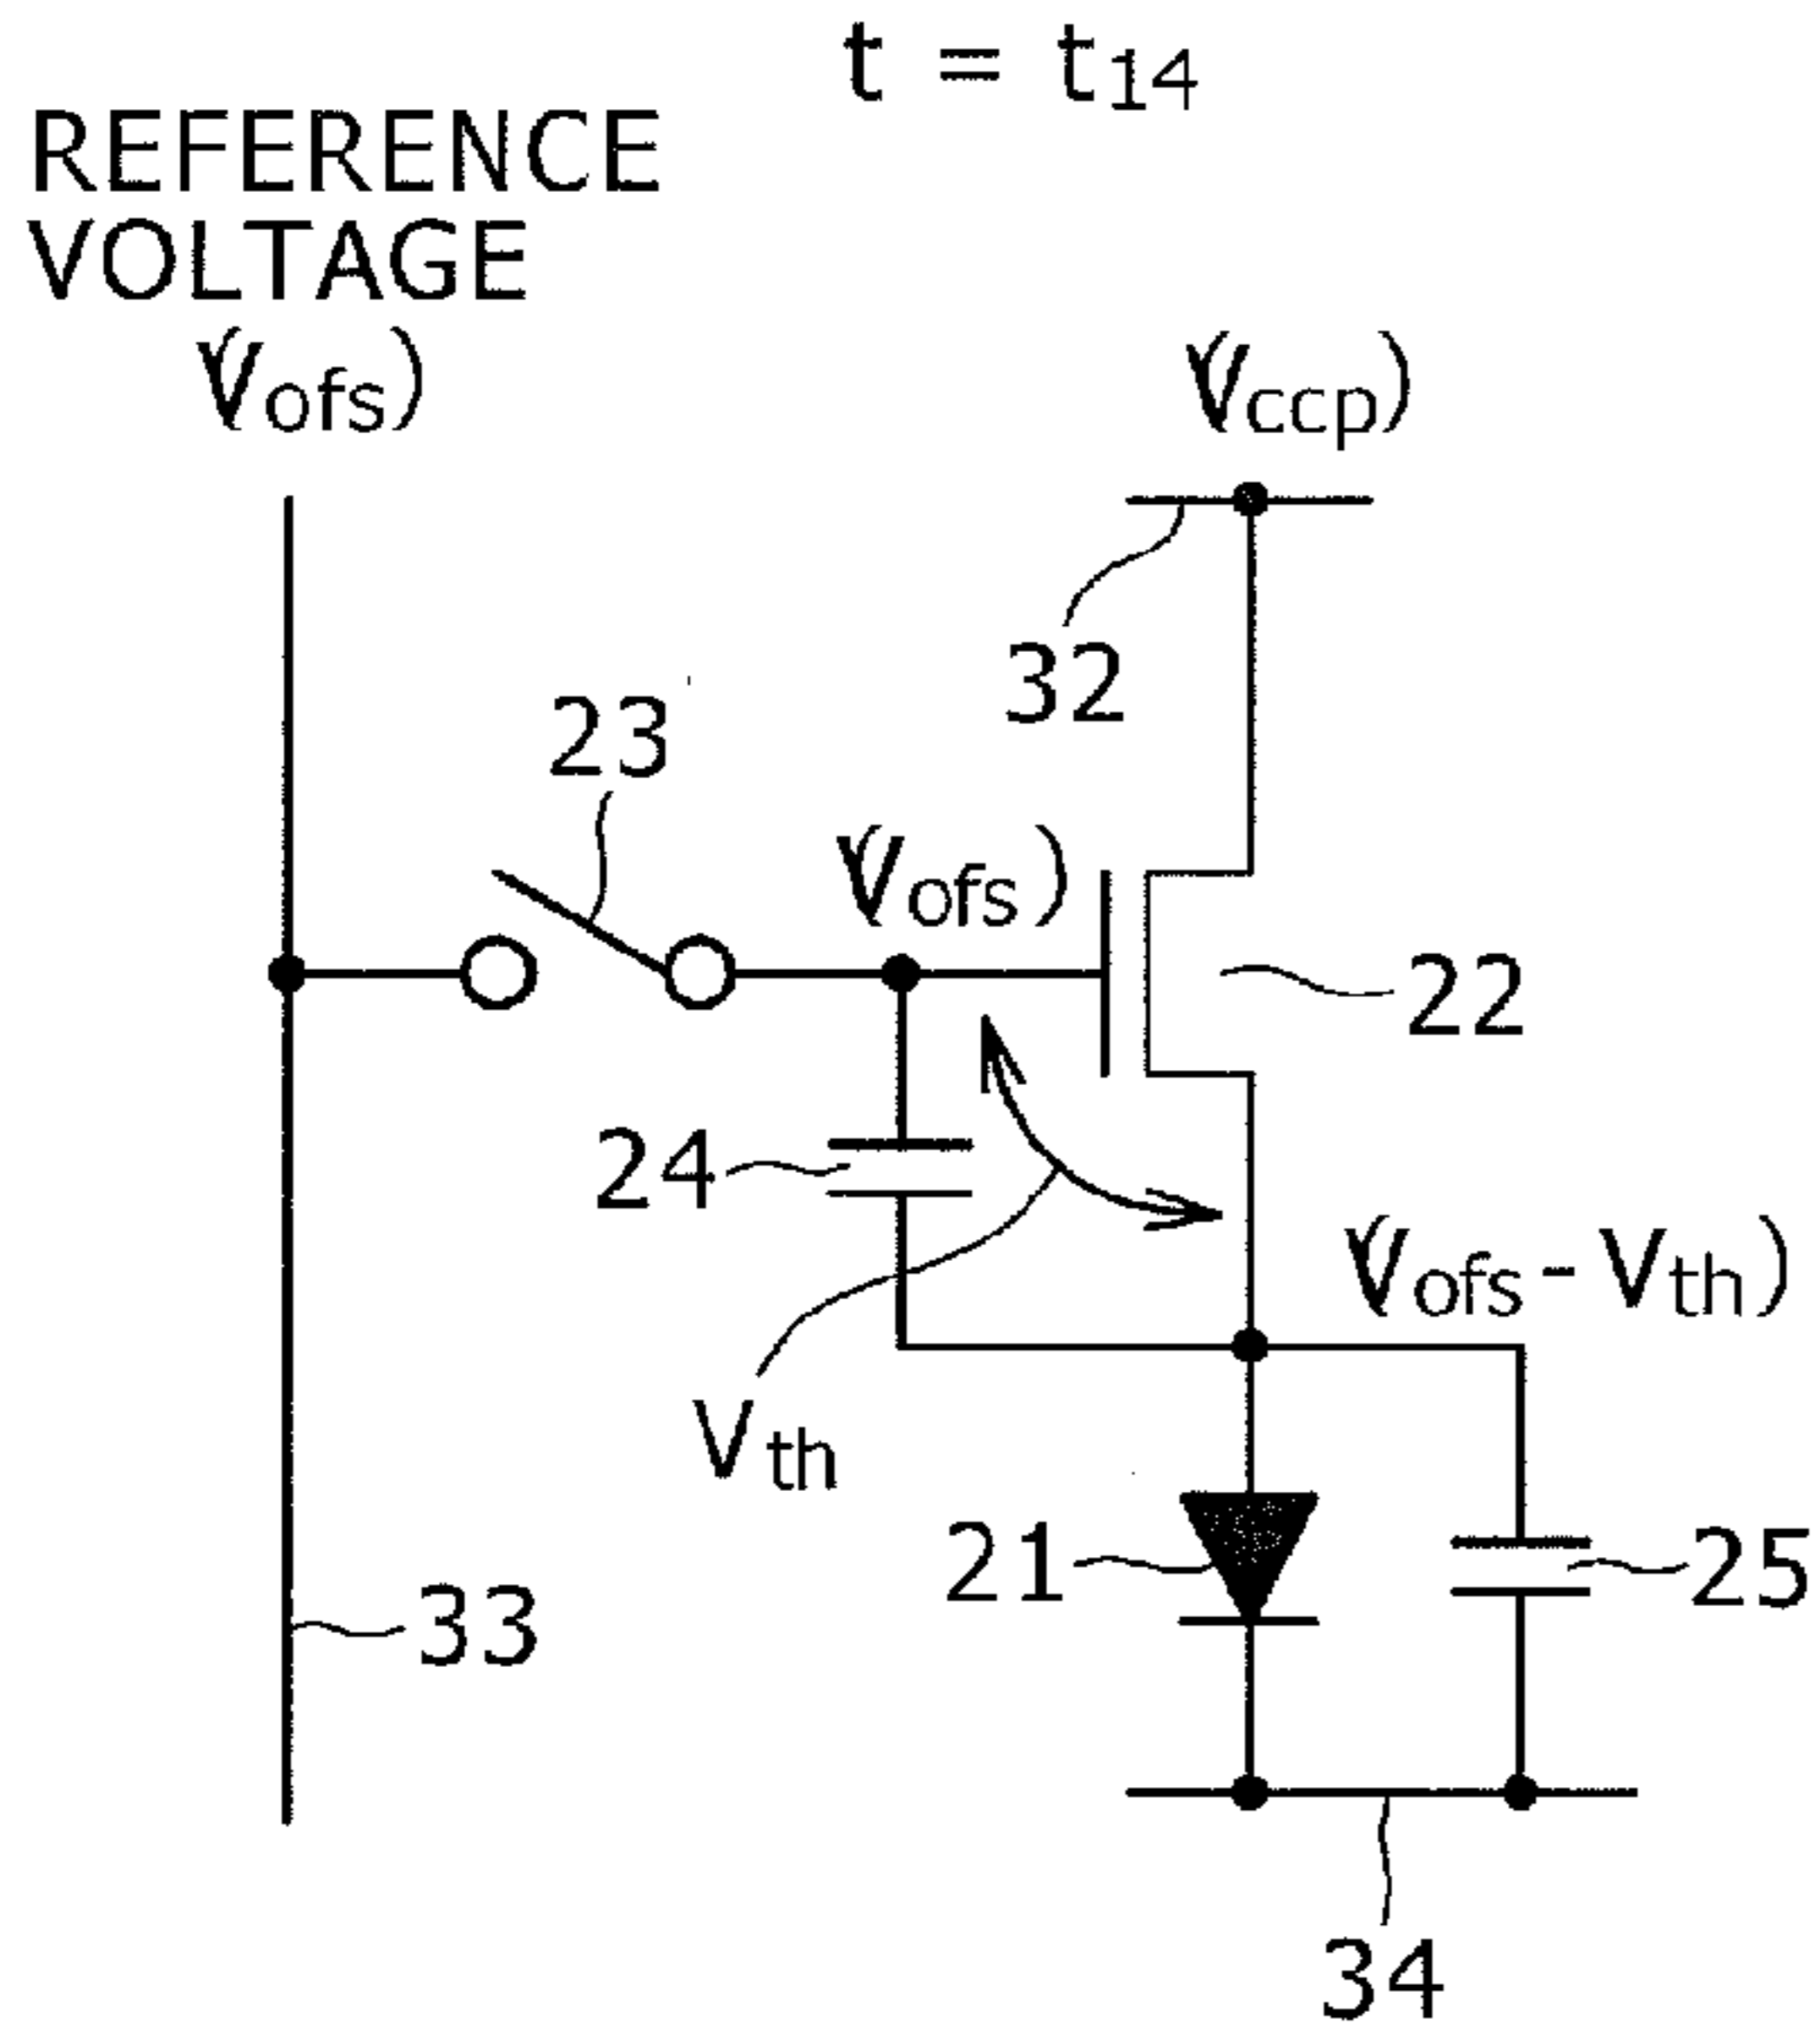 t = t14
REFERENCE
VOLTAGE
(Vofs)
(Vccp)
32
23
(Vofs)
22
24
(Vofs-Vth)
Vth
21
25
33
34